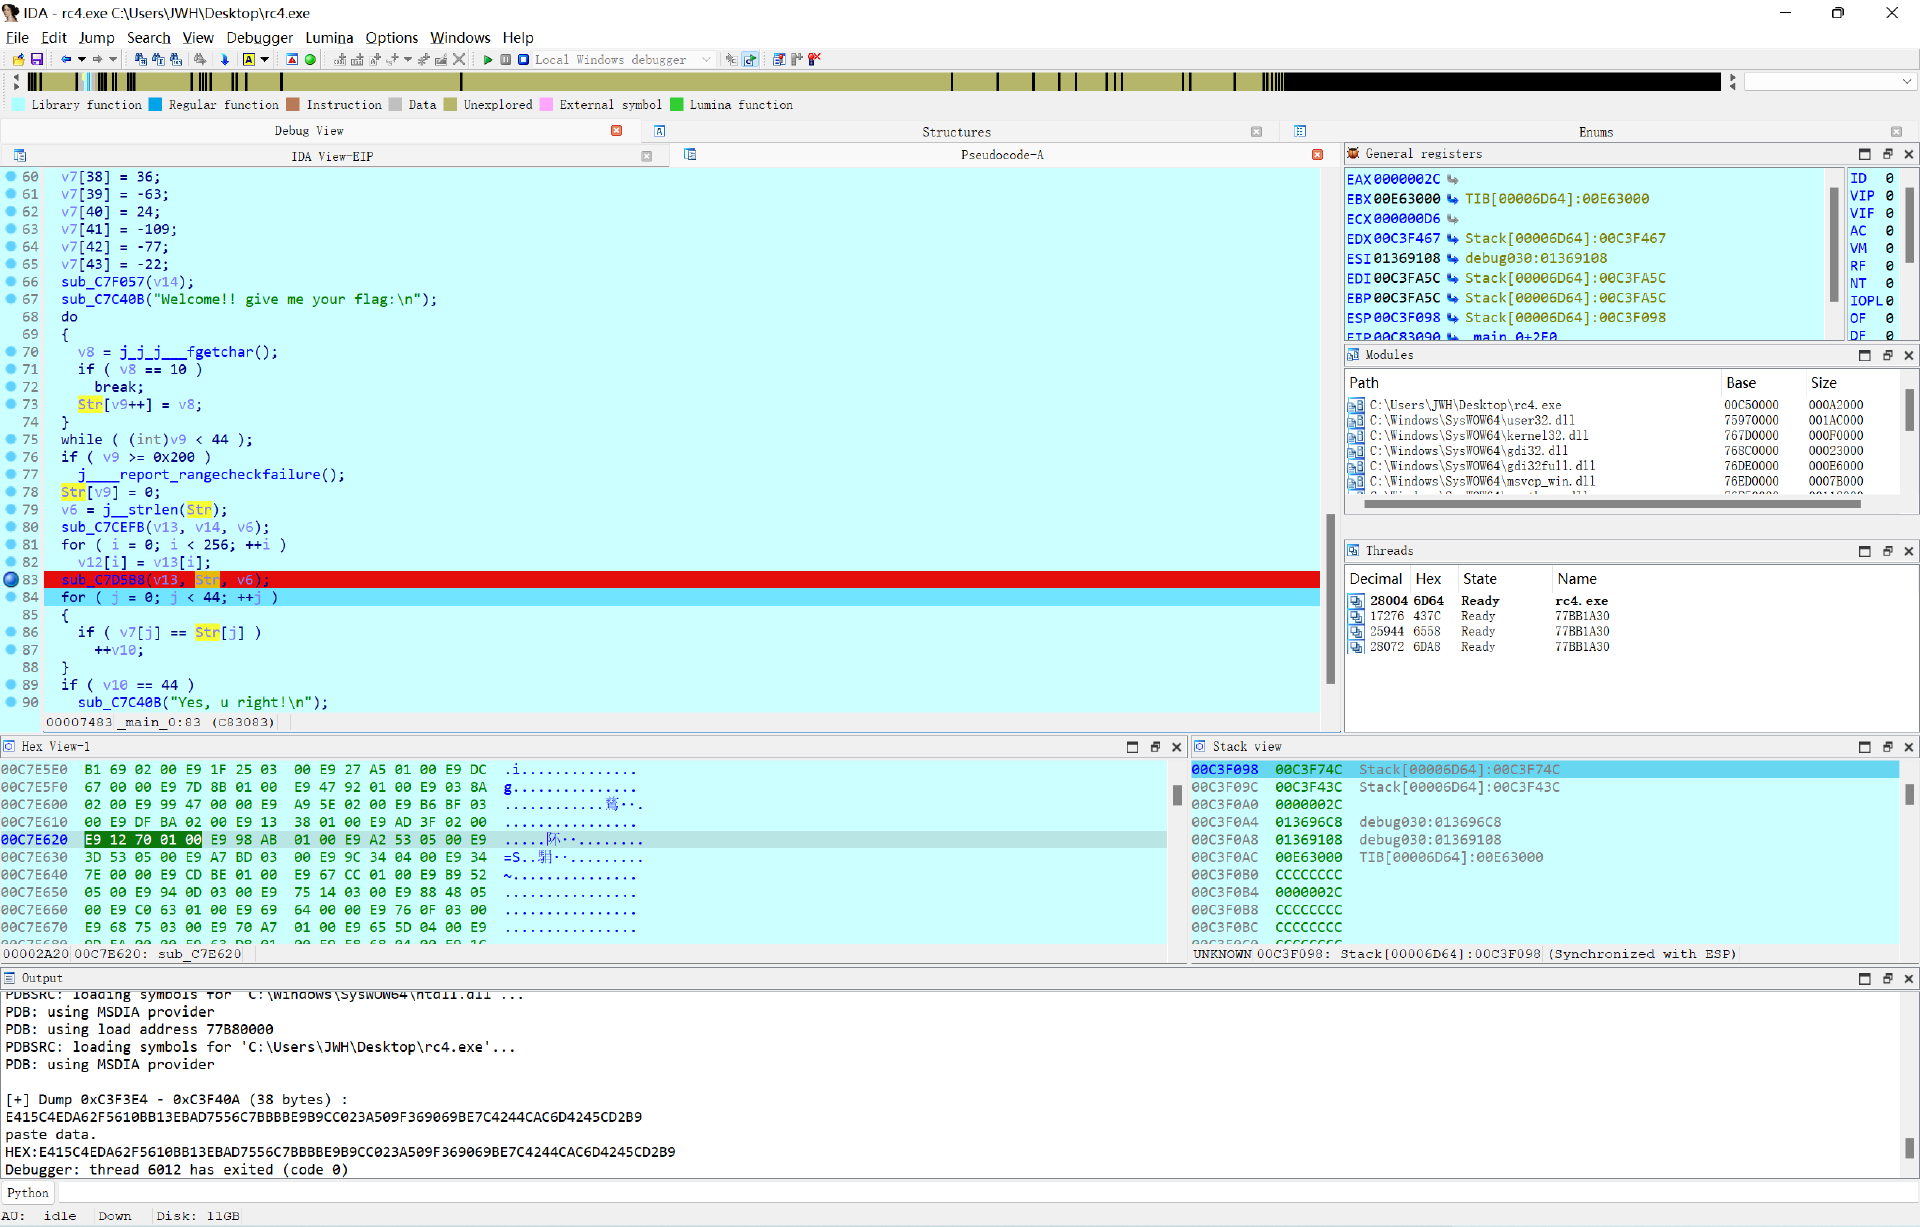 IDA - rc4.exe C:\Users\JWH\Desktop\rc4.exe
File Edit Jump Search View Debugger Lumina Options Windows Help
Local Windows debugger
Library function Regular function Instruction Data Unexplored External symbol Lumina function
Debug View Structures Enums
IDA View-EIP Pseudocode-A General registers
60 v7[38] = 36;
61 v7[39] = -63;
62 v7[40] = 24;
63 v7[41] = -109;
64 v7[42] = -77;
65 v7[43] = -22;
66 sub_C7F057(v14);
67 sub_C7C40B("Welcome!! give me your flag:\n");
68 do
69 {
70 v8 = j_j_j___fgetchar();
71 if ( v8 == 10 )
72 break;
73 Str[v9++] = v8;
74 }
75 while ( (int)v9 < 44 );
76 if ( v9 >= 0x200 )
77 j____report_rangecheckfailure();
78 Str[v9] = 0;
79 v6 = j__strlen(Str);
80 sub_C7CEFB(v13, v14, v6);
81 for ( i = 0; i < 256; ++i )
82 v12[i] = v13[i];
83 sub_C7D5B8(v13, Str, v6);
84 for ( j = 0; j < 44; ++j )
85 {
86 if ( v7[j] == Str[j] )
87 ++v10;
88 }
89 if ( v10 == 44 )
90 sub_C7C40B("Yes, u right!\n");
00007483 _main_0:83 (C83083)
EAX 0000002C
EBX 00E63000 TIB[00006D64]:00E63000
ECX 000000D6
EDX 00C3F467 Stack[00006D64]:00C3F467
ESI 01369108 debug030:01369108
EDI 00C3FA5C Stack[00006D64]:00C3FA5C
EBP 00C3FA5C Stack[00006D64]:00C3FA5C
ESP 00C3F098 Stack[00006D64]:00C3F098
EIP 00C83090 _main_0+2E0
ID 0
VIP 0
VIF 0
AC 0
VM 0
RF 0
NT 0
IOPL 0
OF 0
DF 0
Modules
Path Base Size
C:\Users\JWH\Desktop\rc4.exe 00C50000 000A2000
C:\Windows\SysWOW64\user32.dll 75970000 001AC000
C:\Windows\SysWOW64\kernel32.dll 767D0000 000F0000
C:\Windows\SysWOW64\gdi32.dll 768C0000 00023000
C:\Windows\SysWOW64\gdi32full.dll 76DE0000 000E6000
C:\Windows\SysWOW64\msvcp_win.dll 76ED0000 0007B000
Threads
Decimal Hex State Name
28004 6D64 Ready rc4.exe
17276 437C Ready 77BB1A30
25944 6558 Ready 77BB1A30
28072 6DA8 Ready 77BB1A30
Hex View-1
00C7E5E0 B1 69 02 00 E9 1F 25 03 00 E9 27 A5 01 00 E9 DC .i..............
00C7E5F0 67 00 00 E9 7D 8B 01 00 E9 47 92 01 00 E9 03 8A g...............
00C7E600 02 00 E9 99 47 00 00 E9 A9 5E 02 00 E9 B6 BF 03
00C7E610 00 E9 DF BA 02 00 E9 13 38 01 00 E9 AD 3F 02 00 ................
00C7E620 E9 12 70 01 00 E9 98 AB 01 00 E9 A2 53 05 00 E9
00C7E630 3D 53 05 00 E9 A7 BD 03 00 E9 9C 34 04 00 E9 34 =S..
00C7E640 7E 00 00 E9 CD BE 01 00 E9 67 CC 01 00 E9 B9 52 ~...............
00C7E650 05 00 E9 94 0D 03 00 E9 75 14 03 00 E9 88 48 05 ................
00C7E660 00 E9 C0 63 01 00 E9 69 64 00 00 E9 76 0F 03 00 ................
00C7E670 E9 68 75 03 00 E9 70 A7 01 00 E9 65 5D 04 00 E9 ................
00002A20 00C7E620: sub_C7E620
Stack view
00C3F098 00C3F74C Stack[00006D64]:00C3F74C
00C3F09C 00C3F43C Stack[00006D64]:00C3F43C
00C3F0A0 0000002C
00C3F0A4 013696C8 debug030:013696C8
00C3F0A8 01369108 debug030:01369108
00C3F0AC 00E63000 TIB[00006D64]:00E63000
00C3F0B0 CCCCCCCC
00C3F0B4 0000002C
00C3F0B8 CCCCCCCC
00C3F0BC CCCCCCCC
00C3F0C0 CCCCCCCC
UNKNOWN 00C3F098: Stack[00006D64]:00C3F098 (Synchronized with ESP)
Output
PDBSRC: loading symbols for 'C:\Windows\SysWOW64\ntdll.dll'...
PDB: using MSDIA provider
PDB: using load address 77B80000
PDBSRC: loading symbols for 'C:\Users\JWH\Desktop\rc4.exe'...
PDB: using MSDIA provider
[+] Dump 0xC3F3E4 - 0xC3F40A (38 bytes) :
E415C4EDA62F5610BB13EBAD7556C7BBBBE9B9CC023A509F369069BE7C4244CAC6D4245CD2B9
paste data.
HEX:E415C4EDA62F5610BB13EBAD7556C7BBBBE9B9CC023A509F369069BE7C4244CAC6D4245CD2B9
Debugger: thread 6012 has exited (code 0)
Python
AU: idle Down Disk: 11GB